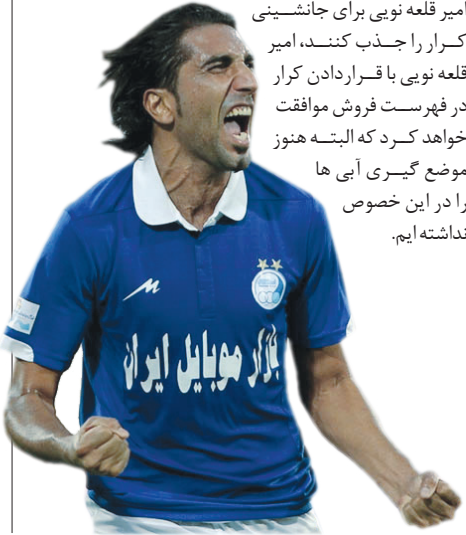 امیر قلعه نویی برای جانشینی
کرار را جذب کنند، امیر
قلعه نویی با قراردادن کرار
در فهرست فروش موافقت
خواهد کرد که البته هنوز
موضع گیری آبی ها
را در این خصوص
نداشته ایم.
بازار موبایل ایران